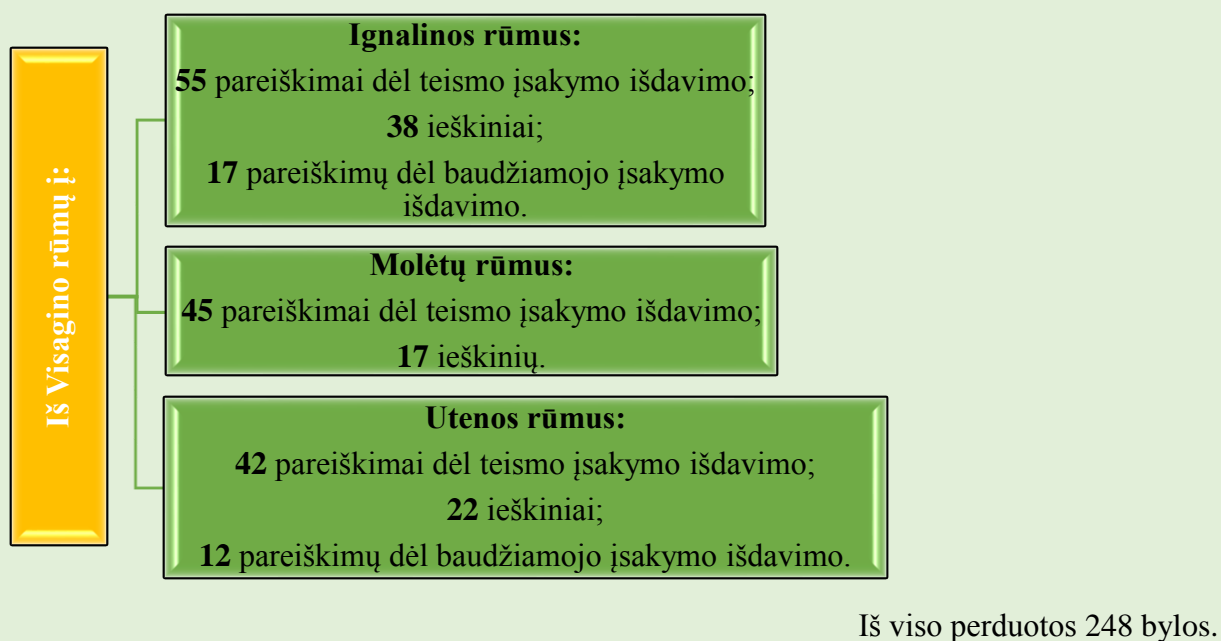 Iš Visagino rūmų į:
Ignalinos rūmus:
55 pareiškimai dėl teismo įsakymo išdavimo;
38 ieškiniai;
17 pareiškimų dėl baudžiamojo įsakymo
išdavimo.
Molėtų rūmus:
45 pareiškimai dėl teismo įsakymo išdavimo;
17 ieškinių.
Utenos rūmus:
42 pareiškimai dėl teismo įsakymo išdavimo;
22 ieškiniai;
12 pareiškimų dėl baudžiamojo įsakymo išdavimo.
Iš viso perduotos 248 bylos.